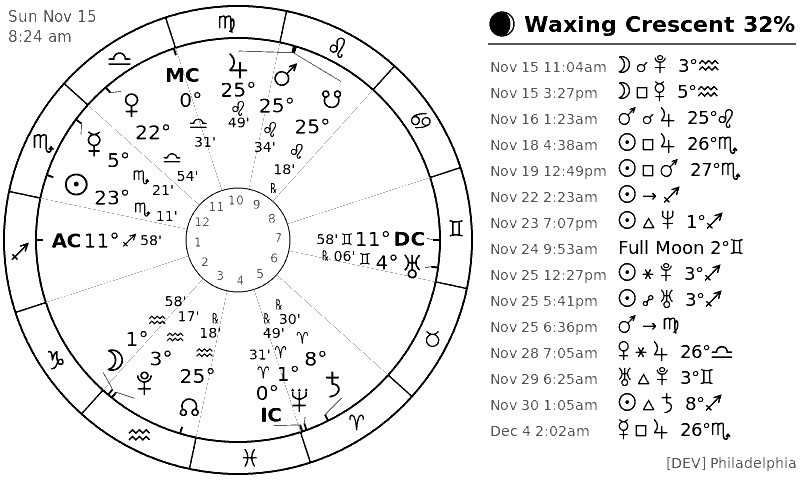 Sun Nov 15
8:24 am
♍
♎ ♌
♏ ♋
♐ ♊
♑ ♉
♒ ♈
♓
MC 0° ♎ 31'
♃ 25° ♌ 49'
♂ 25° ♌ 34'
☋ 25° ♌ 18' ℞
♀ 22° ♎ 54'
☿ 5° ♏ 21'
☉ 23° ♏ 11'
AC 11° ♐ 58'
58' ♊ 11° DC
℞ 06' ♊ 4° ♅
☽ 1° ♒ 58'
♇ 3° ♒ 17'
☊ 25° ♒ 18' ℞
IC 0° ♈ 31'
♆ 1° ♈ 49' ℞
♄ 8° ♈ 30' ℞
1 2 3 4 5 6 7 8 9 10 11 12
Waxing Crescent 32%
Nov 15 11:04am ☽ ☌ ♇ 3°♒
Nov 15 3:27pm ☽ □ ☿ 5°♒
Nov 16 1:23am ♂ ☌ ♃ 25°♌
Nov 18 4:38am ☉ □ ♃ 26°♏
Nov 19 12:49pm ☉ □ ♂ 27°♏
Nov 22 2:23am ☉ → ♐
Nov 23 7:07pm ☉ △ ♆ 1°♐
Nov 24 9:53am Full Moon 2°♊
Nov 25 12:27pm ☉ ⚹ ♇ 3°♐
Nov 25 5:41pm ☉ ☍ ♅ 3°♐
Nov 25 6:36pm ♂ → ♍
Nov 28 7:05am ♀ ⚹ ♃ 26°♎
Nov 29 6:25am ♅ △ ♇ 3°♊
Nov 30 1:05am ☉ △ ♄ 8°♐
Dec 4 2:02am ☿ □ ♃ 26°♏
[DEV] Philadelphia